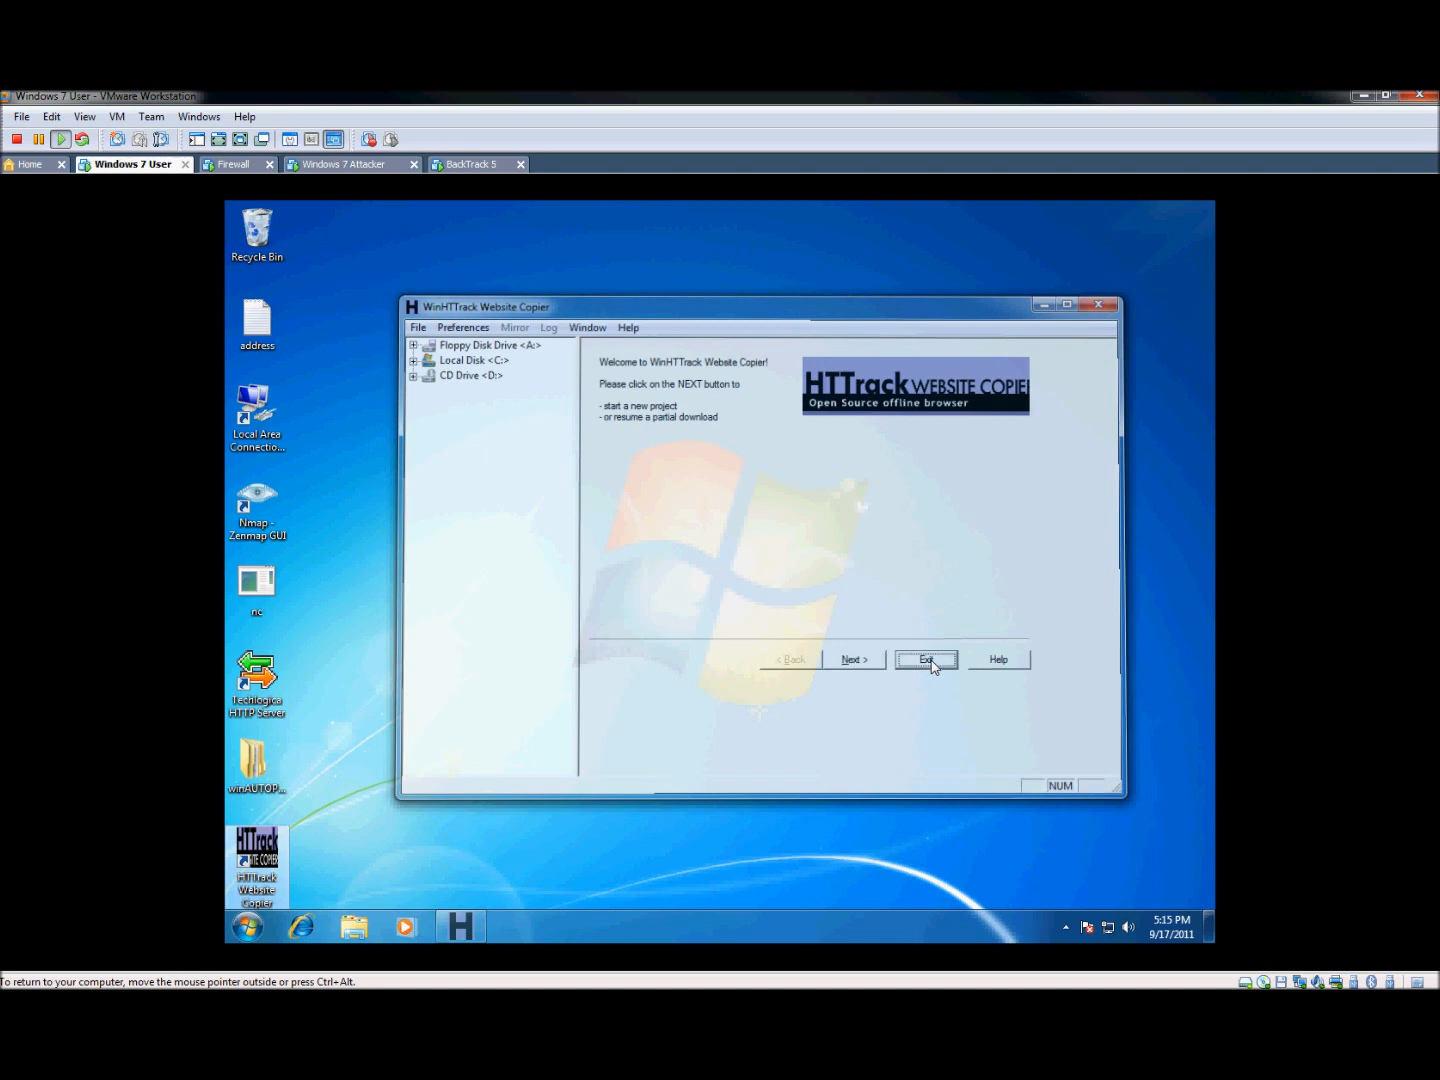 Windows 7 User - VMware Workstation
File Edit View VM Team Windows Help
Home Windows 7 User Firewall Windows 7 Attacker BackTrack 5
Recycle Bin
address
Local Area
Connectio...
Nmap -
Zenmap GUI
nc
Techlogica
HTTP Server
winAUTOP...
HTTrack
SITE COPIER
HTTrack
Website
Copier
WinHTTrack Website Copier
File Preferences Mirror Log Window Help
Floppy Disk Drive <A:>
Local Disk <C:>
CD Drive <D:>
Welcome to WinHTTrack Website Copier!
Please click on the NEXT button to
- start a new project
- or resume a partial download
HTTrack WEBSITE COPIE
Open Source offline browser
< Back Next > Exit Help
NUM
5:15 PM
9/17/2011
To return to your computer, move the mouse pointer outside or press Ctrl+Alt.